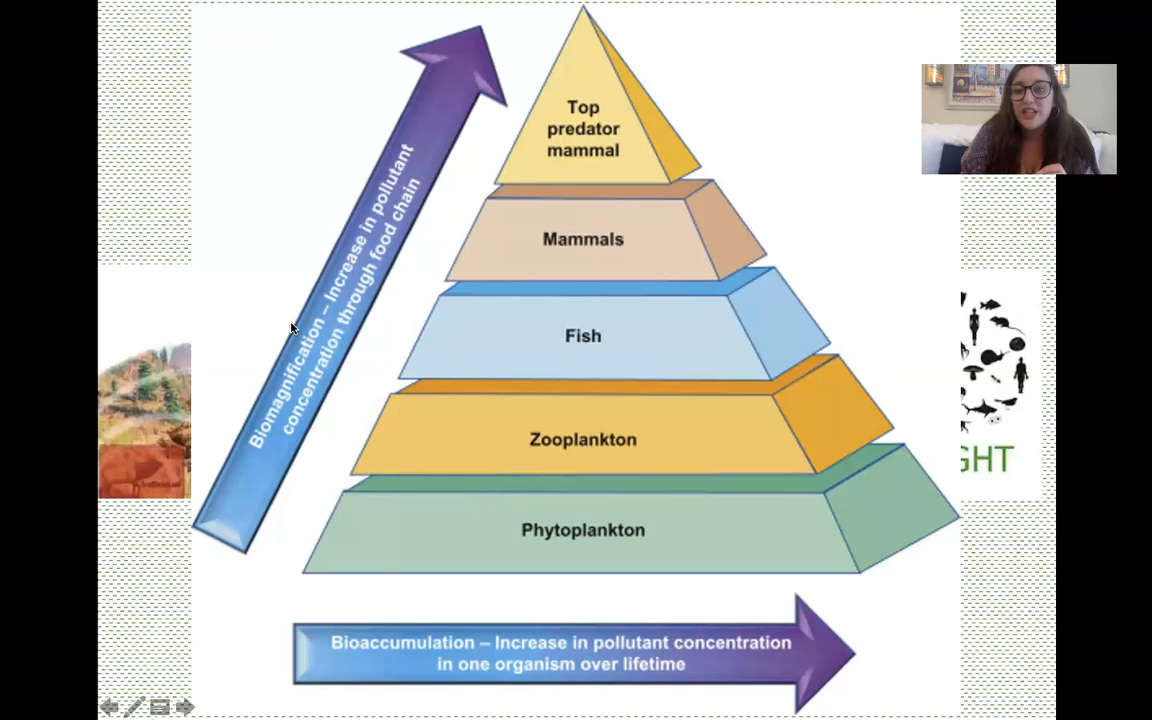 Top
predator
mammal
Mammals
Fish
Zooplankton
Phytoplankton
Biomagnification – Increase in pollutant
concentration through food chain
Bioaccumulation – Increase in pollutant concentration
in one organism over lifetime
GHT